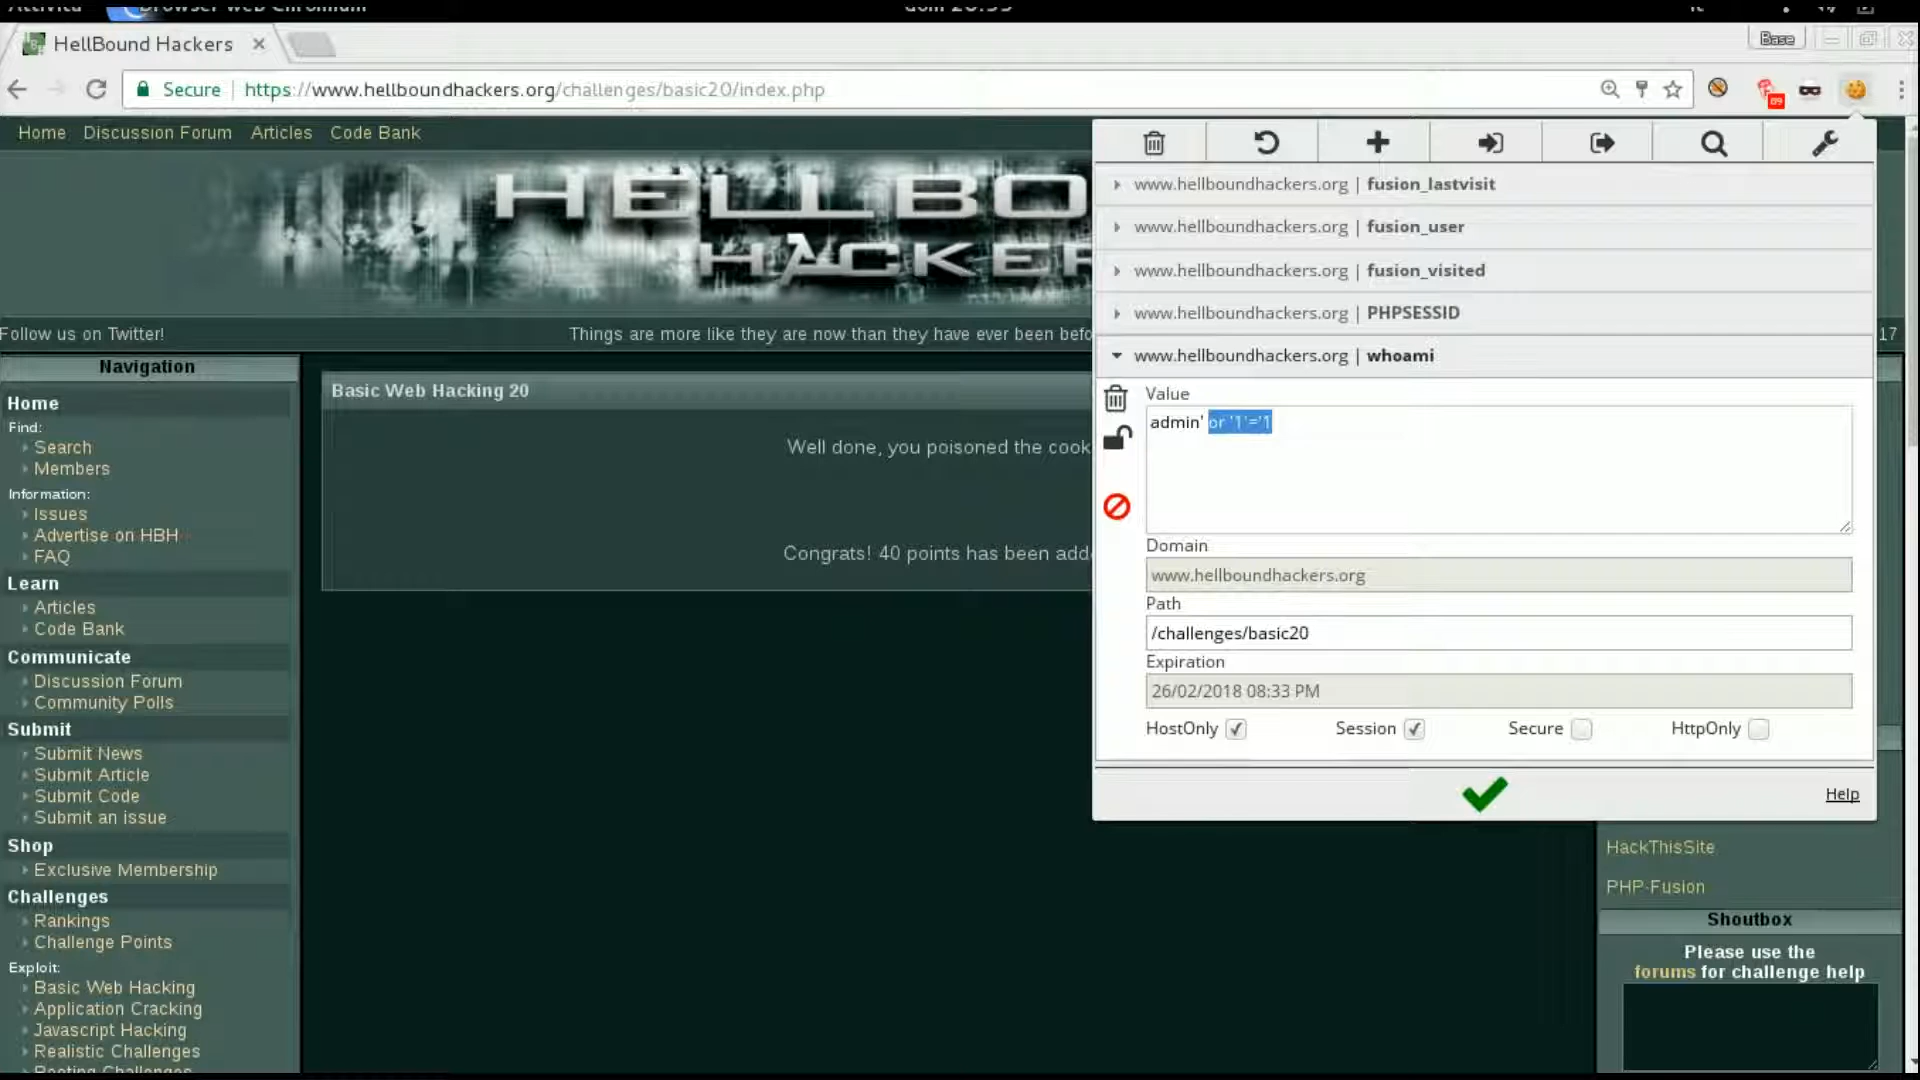 HellBound Hackers
Base
Secure
https://www.hellboundhackers.org/challenges/basic20/index.php
09
Home Discussion Forum Articles Code Bank
HELLBO
HACKE
Follow us on Twitter!
Things are more like they are now than they have ever been befo
17
Navigation
Home
Find:
Search
Members
Information:
Issues
Advertise on HBH
FAQ
Learn
Articles
Code Bank
Communicate
Discussion Forum
Community Polls
Submit
Submit News
Submit Article
Submit Code
Submit an issue
Shop
Exclusive Membership
Challenges
Rankings
Challenge Points
Exploit:
Basic Web Hacking
Application Cracking
Javascript Hacking
Realistic Challenges
Basic Web Hacking 20
Well done, you poisoned the cook
Congrats! 40 points has been add
www.hellboundhackers.org | fusion_lastvisit
www.hellboundhackers.org | fusion_user
www.hellboundhackers.org | fusion_visited
www.hellboundhackers.org | PHPSESSID
www.hellboundhackers.org | whoami
Value
admin' or '1'='1
Domain
www.hellboundhackers.org
Path
/challenges/basic20
Expiration
26/02/2018 08:33 PM
HostOnly Session Secure HttpOnly
Help
HackThisSite
PHP-Fusion
Shoutbox
Please use the
forums for challenge help